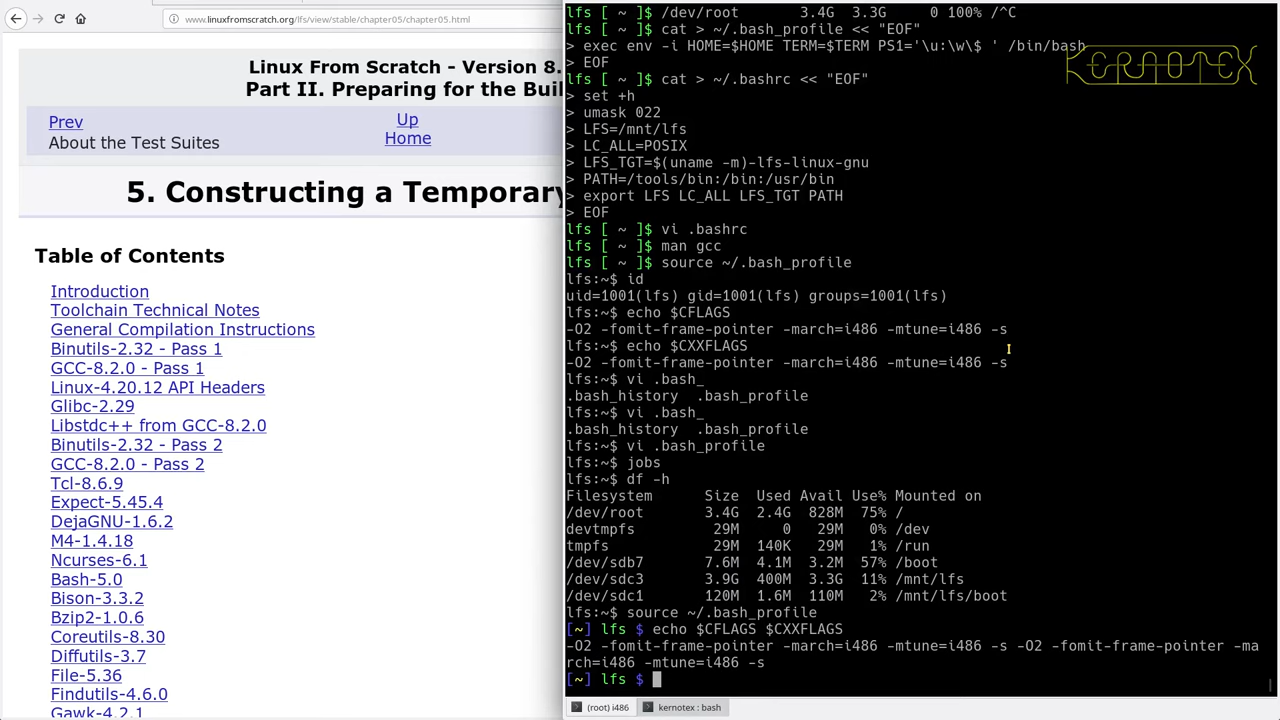 www.linuxfromscratch.org/lfs/view/stable/chapter05/chapter05.html
Linux From Scratch - Version 8.
Part II. Preparing for the Bui
Prev
Up
About the Test Suites
Home
5. Constructing a Temporary
Table of Contents
Introduction
Toolchain Technical Notes
General Compilation Instructions
Binutils-2.32 - Pass 1
GCC-8.2.0 - Pass 1
Linux-4.20.12 API Headers
Glibc-2.29
Libstdc++ from GCC-8.2.0
Binutils-2.32 - Pass 2
GCC-8.2.0 - Pass 2
Tcl-8.6.9
Expect-5.45.4
DejaGNU-1.6.2
M4-1.4.18
Ncurses-6.1
Bash-5.0
Bison-3.3.2
Bzip2-1.0.6
Coreutils-8.30
Diffutils-3.7
File-5.36
Findutils-4.6.0
Gawk-4.2.1
lfs [ ~ ]$ /dev/root       3.4G  3.3G     0 100% /^C
lfs [ ~ ]$ cat > ~/.bash_profile << "EOF"
> exec env -i HOME=$HOME TERM=$TERM PS1='\u:\w\$ ' /bin/bash
> EOF
lfs [ ~ ]$ cat > ~/.bashrc << "EOF"
> set +h
> umask 022
> LFS=/mnt/lfs
> LC_ALL=POSIX
> LFS_TGT=$(uname -m)-lfs-linux-gnu
> PATH=/tools/bin:/bin:/usr/bin
> export LFS LC_ALL LFS_TGT PATH
> EOF
lfs [ ~ ]$ vi .bashrc
lfs [ ~ ]$ man gcc
lfs [ ~ ]$ source ~/.bash_profile
lfs:~$ id
uid=1001(lfs) gid=1001(lfs) groups=1001(lfs)
lfs:~$ echo $CFLAGS
-O2 -fomit-frame-pointer -march=i486 -mtune=i486 -s
lfs:~$ echo $CXXFLAGS
-O2 -fomit-frame-pointer -march=i486 -mtune=i486 -s
lfs:~$ vi .bash_
.bash_history  .bash_profile
lfs:~$ vi .bash_
.bash_history  .bash_profile
lfs:~$ vi .bash_profile
lfs:~$ jobs
lfs:~$ df -h
Filesystem      Size  Used Avail Use% Mounted on
/dev/root       3.4G  2.4G  828M  75% /
devtmpfs         29M     0   29M   0% /dev
tmpfs            29M  140K   29M   1% /run
/dev/sdb7       7.6M  4.1M  3.2M  57% /boot
/dev/sdc3       3.9G  400M  3.3G  11% /mnt/lfs
/dev/sdc1       120M  1.6M  110M   2% /mnt/lfs/boot
lfs:~$ source ~/.bash_profile
[~] lfs $ echo $CFLAGS $CXXFLAGS
-O2 -fomit-frame-pointer -march=i486 -mtune=i486 -s -O2 -fomit-frame-pointer -ma
rch=i486 -mtune=i486 -s
[~] lfs $
KERNOTEX
(root) i486
kernotex : bash